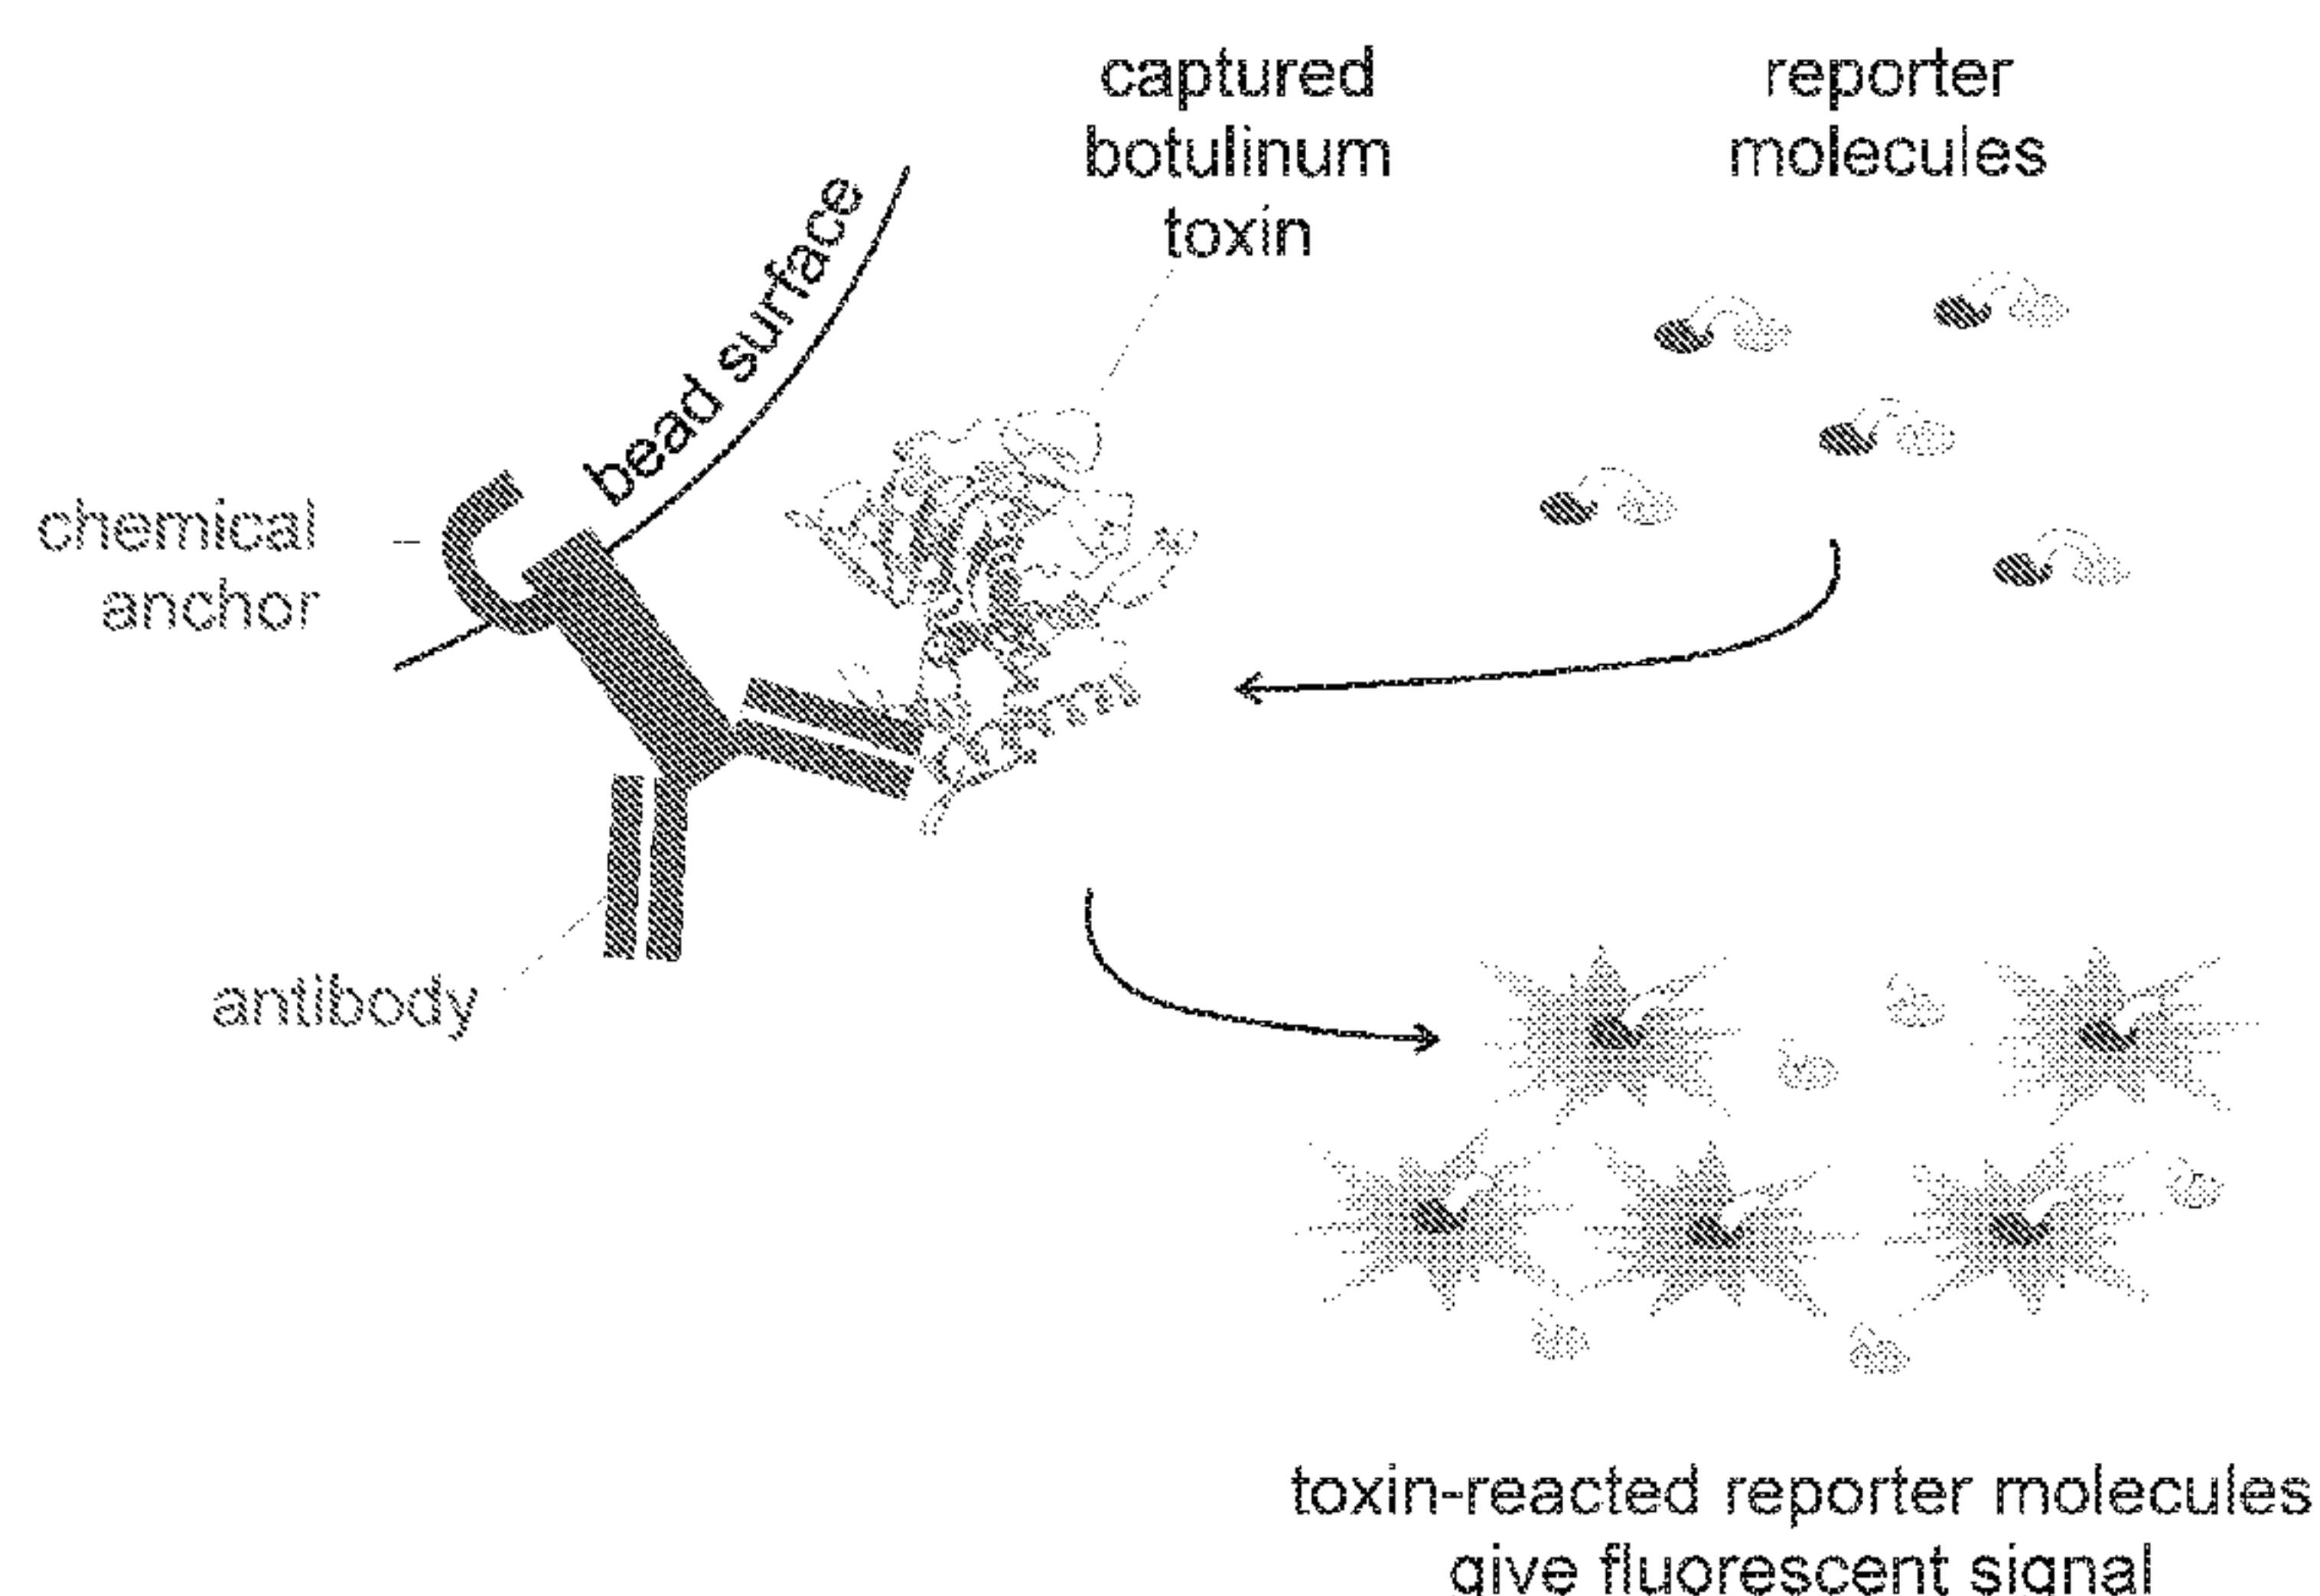 captured
botulinum
toxin
reporter
molecules
bead surface
chemical
anchor
antibody
toxin-reacted reporter molecules
give fluorescent signal